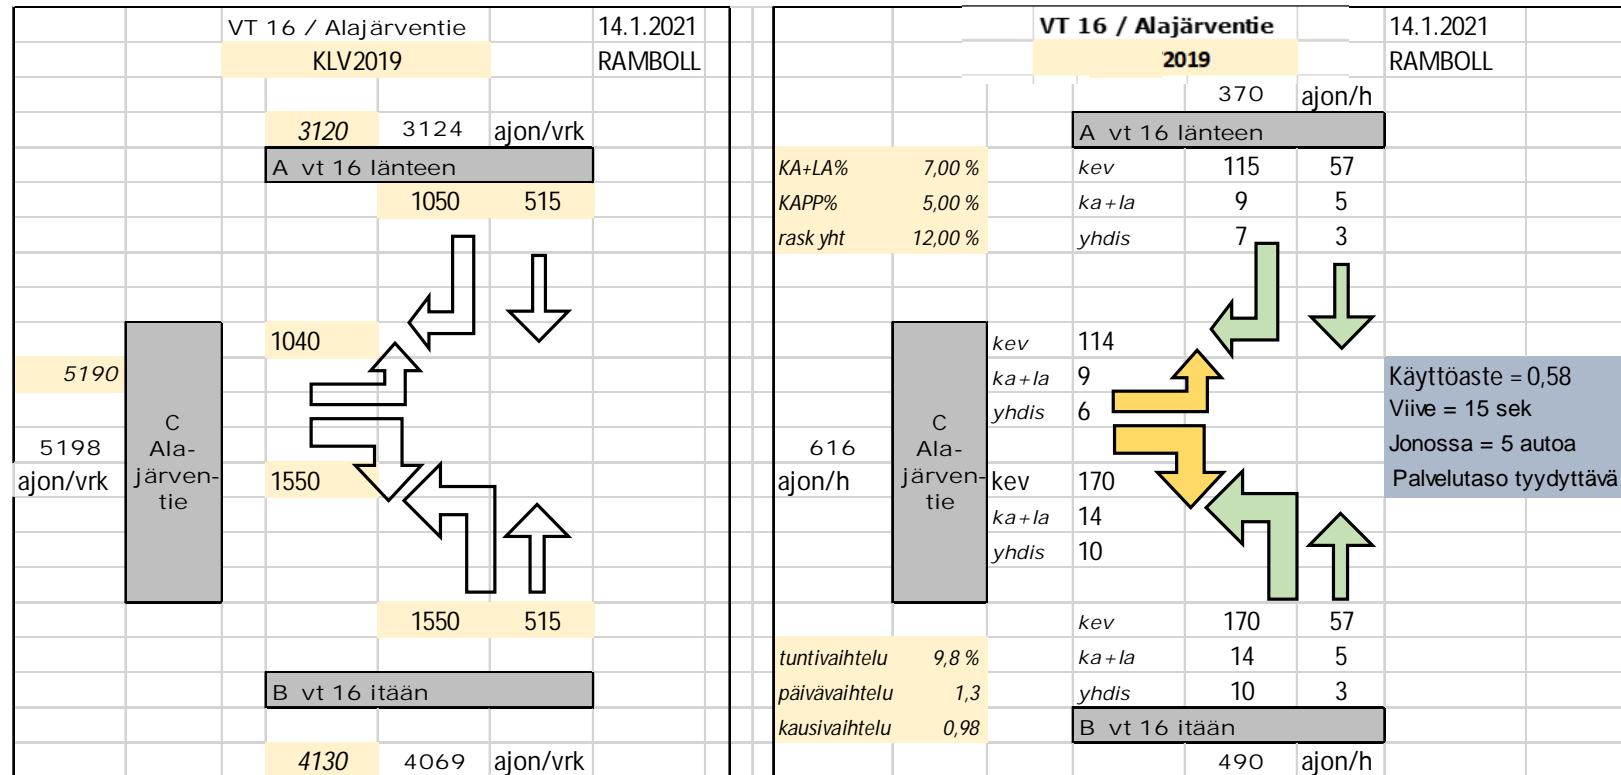 VT 16 / Alajärventie 14.1.2021
KLV2019 RAMBOLL
3120 3124 ajon/vrk
A vt 16 länteen
1050 515
1040
5190
5198
ajon/vrk
C
Ala-
järven-
tie
1550
1550 515
B vt 16 itään
4130 4069 ajon/vrk
VT 16 / Alajärventie 14.1.2021
2019 RAMBOLL
370 ajon/h
A vt 16 länteen
KA+LA% 7,00 % kev 115 57
KAPP% 5,00 % ka+la 9 5
rask yht 12,00 % yhdis 7 3
kev 114
ka+la 9
yhdis 6
616
ajon/h
C
Ala-
järven-
tie
kev 170
ka+la 14
yhdis 10
Käyttöaste = 0,58
Viive = 15 sek
Jonossa = 5 autoa
Palvelutaso tyydyttävä
kev 170 57
tuntivaihtelu 9,8 % ka+la 14 5
päivävaihtelu 1,3 yhdis 10 3
kausivaihtelu 0,98 B vt 16 itään
490 ajon/h